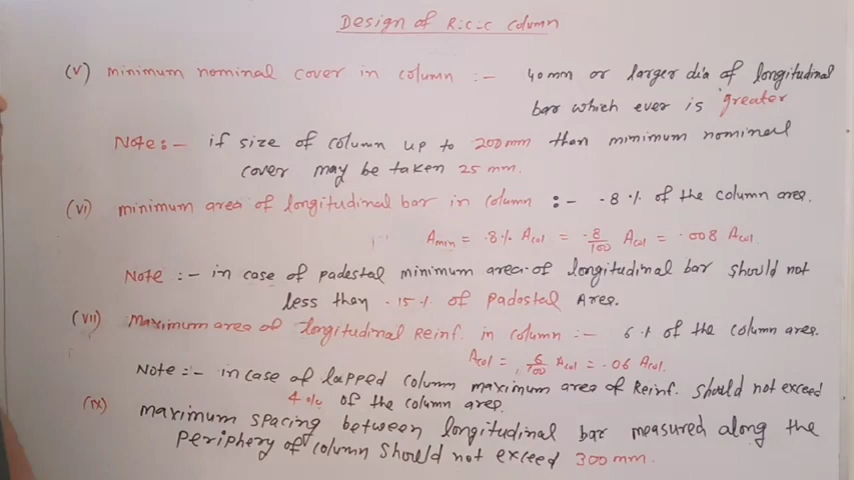 Design of R.C.C Column
(v) minimum nominal cover in column :- 40mm or larger dia of longitudinal
bar which ever is greater
Note:- if size of column up to 200mm than minimum nominal
cover may be taken 25 mm.
(vi) minimum area of longitudinal bar in column :- .8 % of the column area.
Amin = .8% Acol = .8/100 Acol = .008 Acol.
Note :- in case of padestal minimum area of longitudinal bar should not
less than .15 % of Padestal Area.
(vii) Maximum area of longitudinal Reinf. in column :- 6 % of the column area.
Acol = 6/100 Acol = .06 Acol.
Note :- in case of lapped column maximum area of Reinf. should not exceed
4 % of the column area.
(ix) maximum spacing between longitudinal bar measured along the
periphery of column should not exceed 300mm.